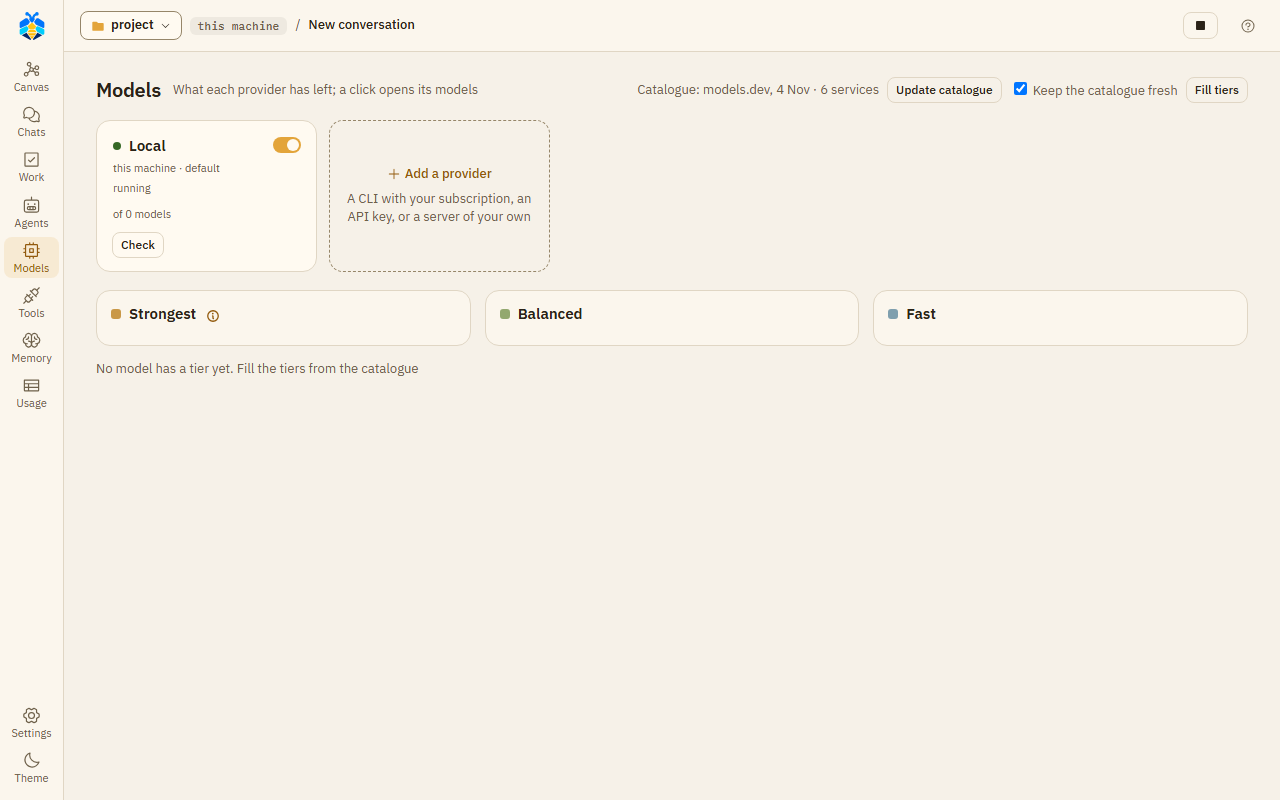 project
this machine / New conversation
Canvas
Chats
Work
Agents
Models
Tools
Memory
Usage
Settings
Theme
Models
What each provider has left; a click opens its models
Catalogue: models.dev, 4 Nov · 6 services
Update catalogue
Keep the catalogue fresh
Fill tiers
Local
this machine · default
running
of 0 models
Check
+ Add a provider
A CLI with your subscription, an
API key, or a server of your own
Strongest
Balanced
Fast
No model has a tier yet. Fill the tiers from the catalogue